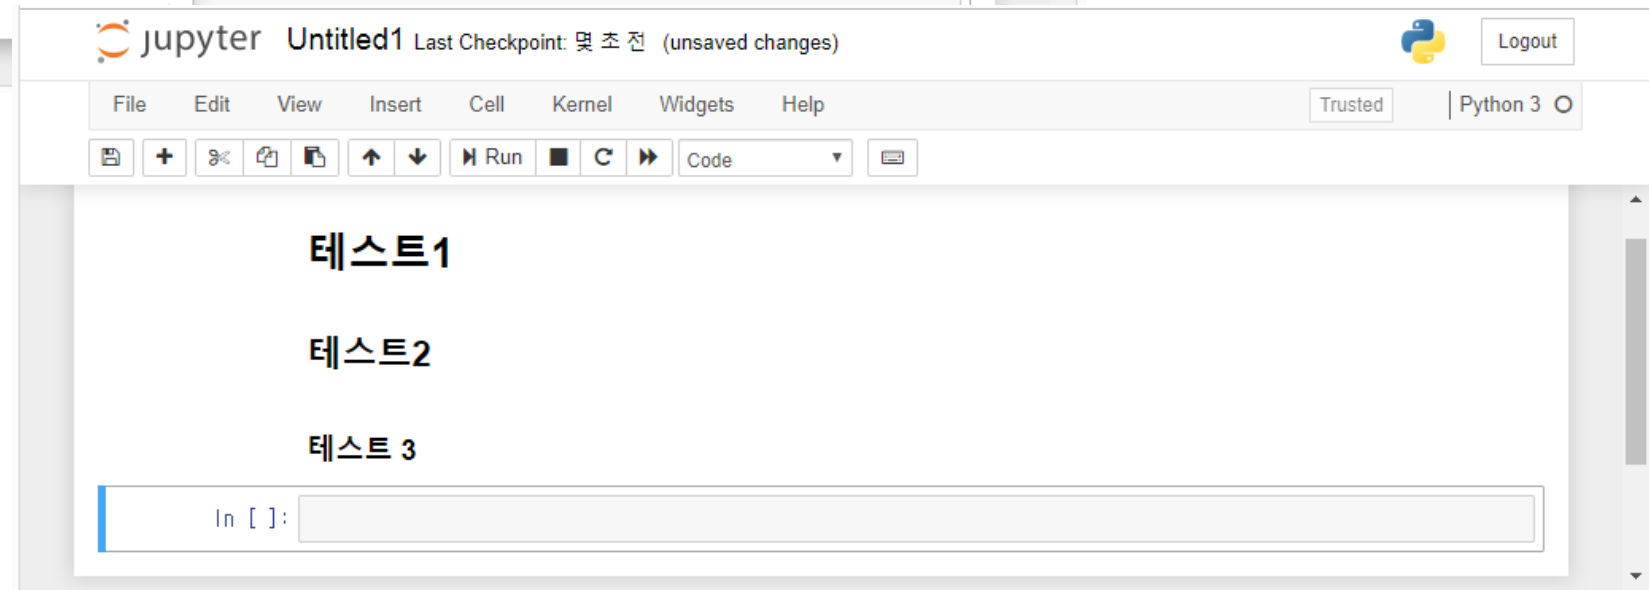 jupyter Untitled1 Last Checkpoint: 몇 초 전 (unsaved changes) Logout
File Edit View Insert Cell Kernel Widgets Help Trusted Python 3
Run Code
테스트1
테스트2
테스트 3
In [ ]: